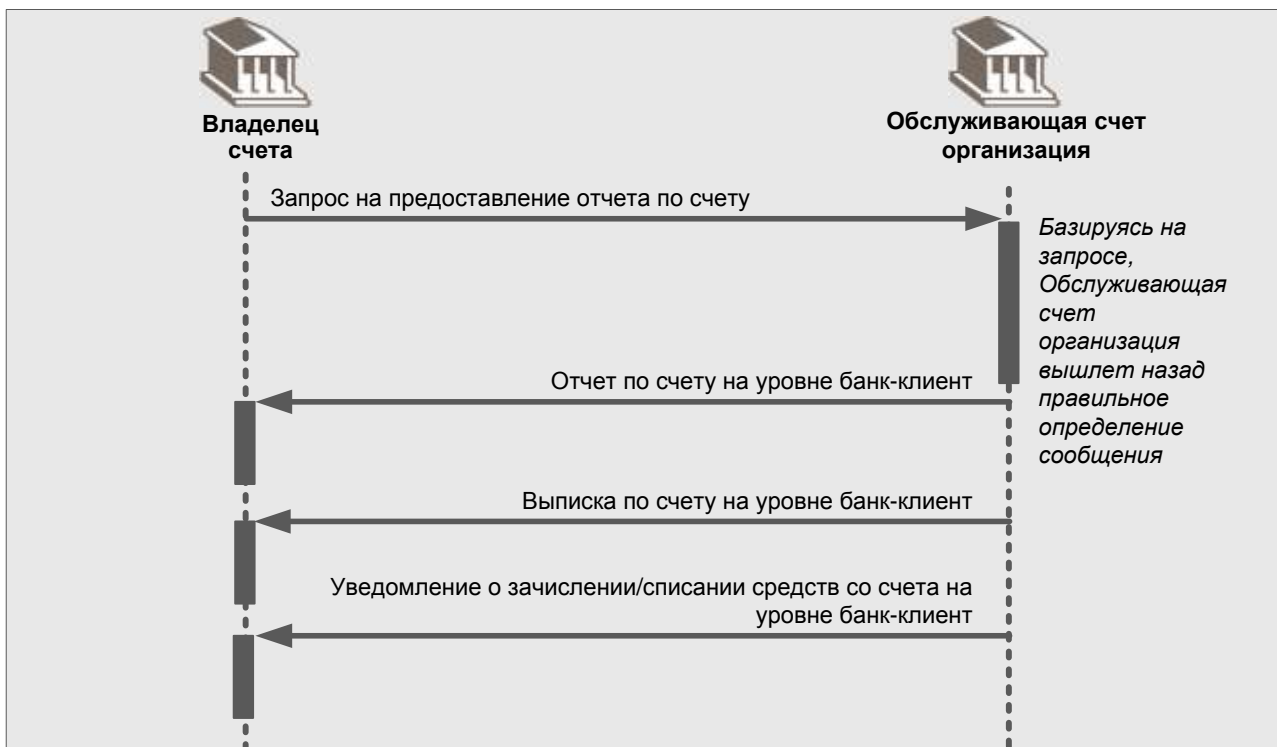 Владелец
счета
Обслуживающая счет
организация
Запрос на предоставление отчета по счету
Базируясь на
запросе,
Обслуживающая
счет
организация
вышлет назад
правильное
определение
сообщения
Отчет по счету на уровне банк-клиент
Выписка по счету на уровне банк-клиент
Уведомление о зачислении/списании средств со счета на
уровне банк-клиент